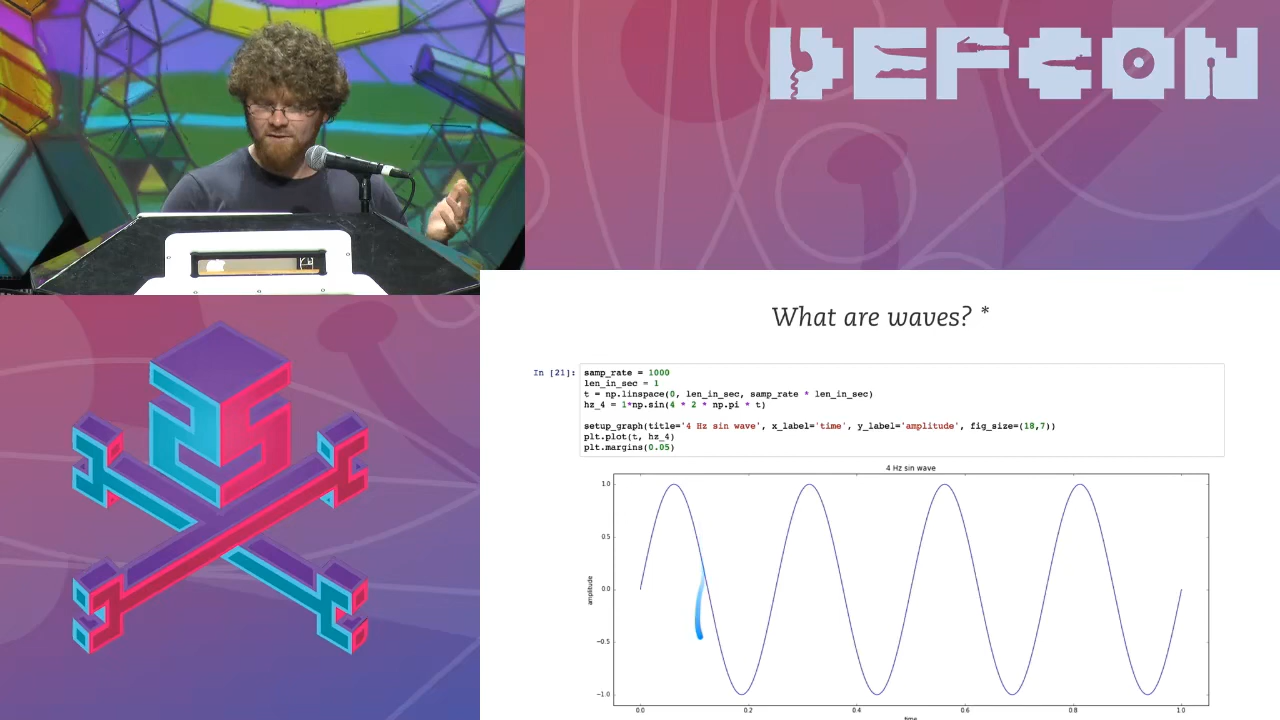 DEFCON
What are waves? *
In [21]:
samp_rate = 1000
len_in_sec = 1
t = np.linspace(0, len_in_sec, samp_rate * len_in_sec)
hz_4 = 1*np.sin(4 * 2 * np.pi * t)
setup_graph(title='4 Hz sin wave', x_label='time', y_label='amplitude', fig_size=(18,7))
plt.plot(t, hz_4)
plt.margins(0.05)
4 Hz sin wave
1.0
0.5
0.0
−0.5
−1.0
amplitude
0.0 0.2 0.4 0.6 0.8 1.0
time